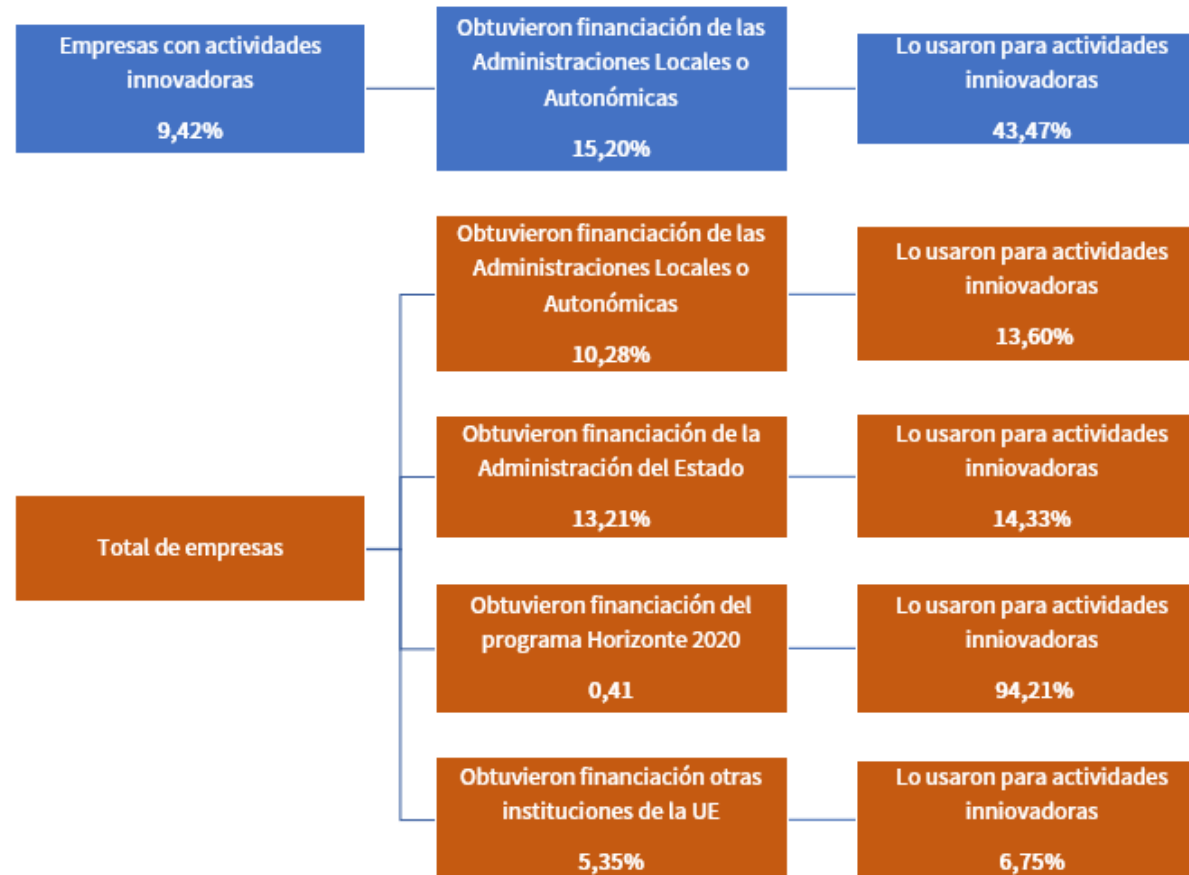 Empresas con actividades
innovadoras
9,42%
Obtuvieron financiación de las
Administraciones Locales o
Autonómicas
15,20%
Lo usaron para actividades
inniovadoras
43,47%
Total de empresas
Obtuvieron financiación de las
Administraciones Locales o
Autonómicas
10,28%
Lo usaron para actividades
inniovadoras
13,60%
Obtuvieron financiación de la
Administración del Estado
13,21%
Lo usaron para actividades
inniovadoras
14,33%
Obtuvieron financiación del
programa Horizonte 2020
0,41
Lo usaron para actividades
inniovadoras
94,21%
Obtuvieron financiación otras
instituciones de la UE
5,35%
Lo usaron para actividades
inniovadoras
6,75%